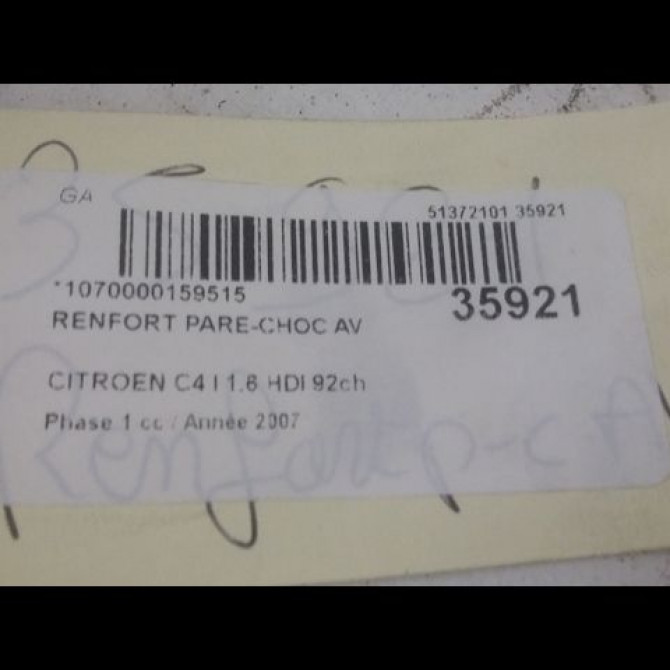 GA
51372101 35921
*1070000159515
35921
RENFORT PARE-CHOC AV
CITROEN C4 I 1.6 HDI 92ch
Phase 1 cc / Année 2007
Renfort p-c A